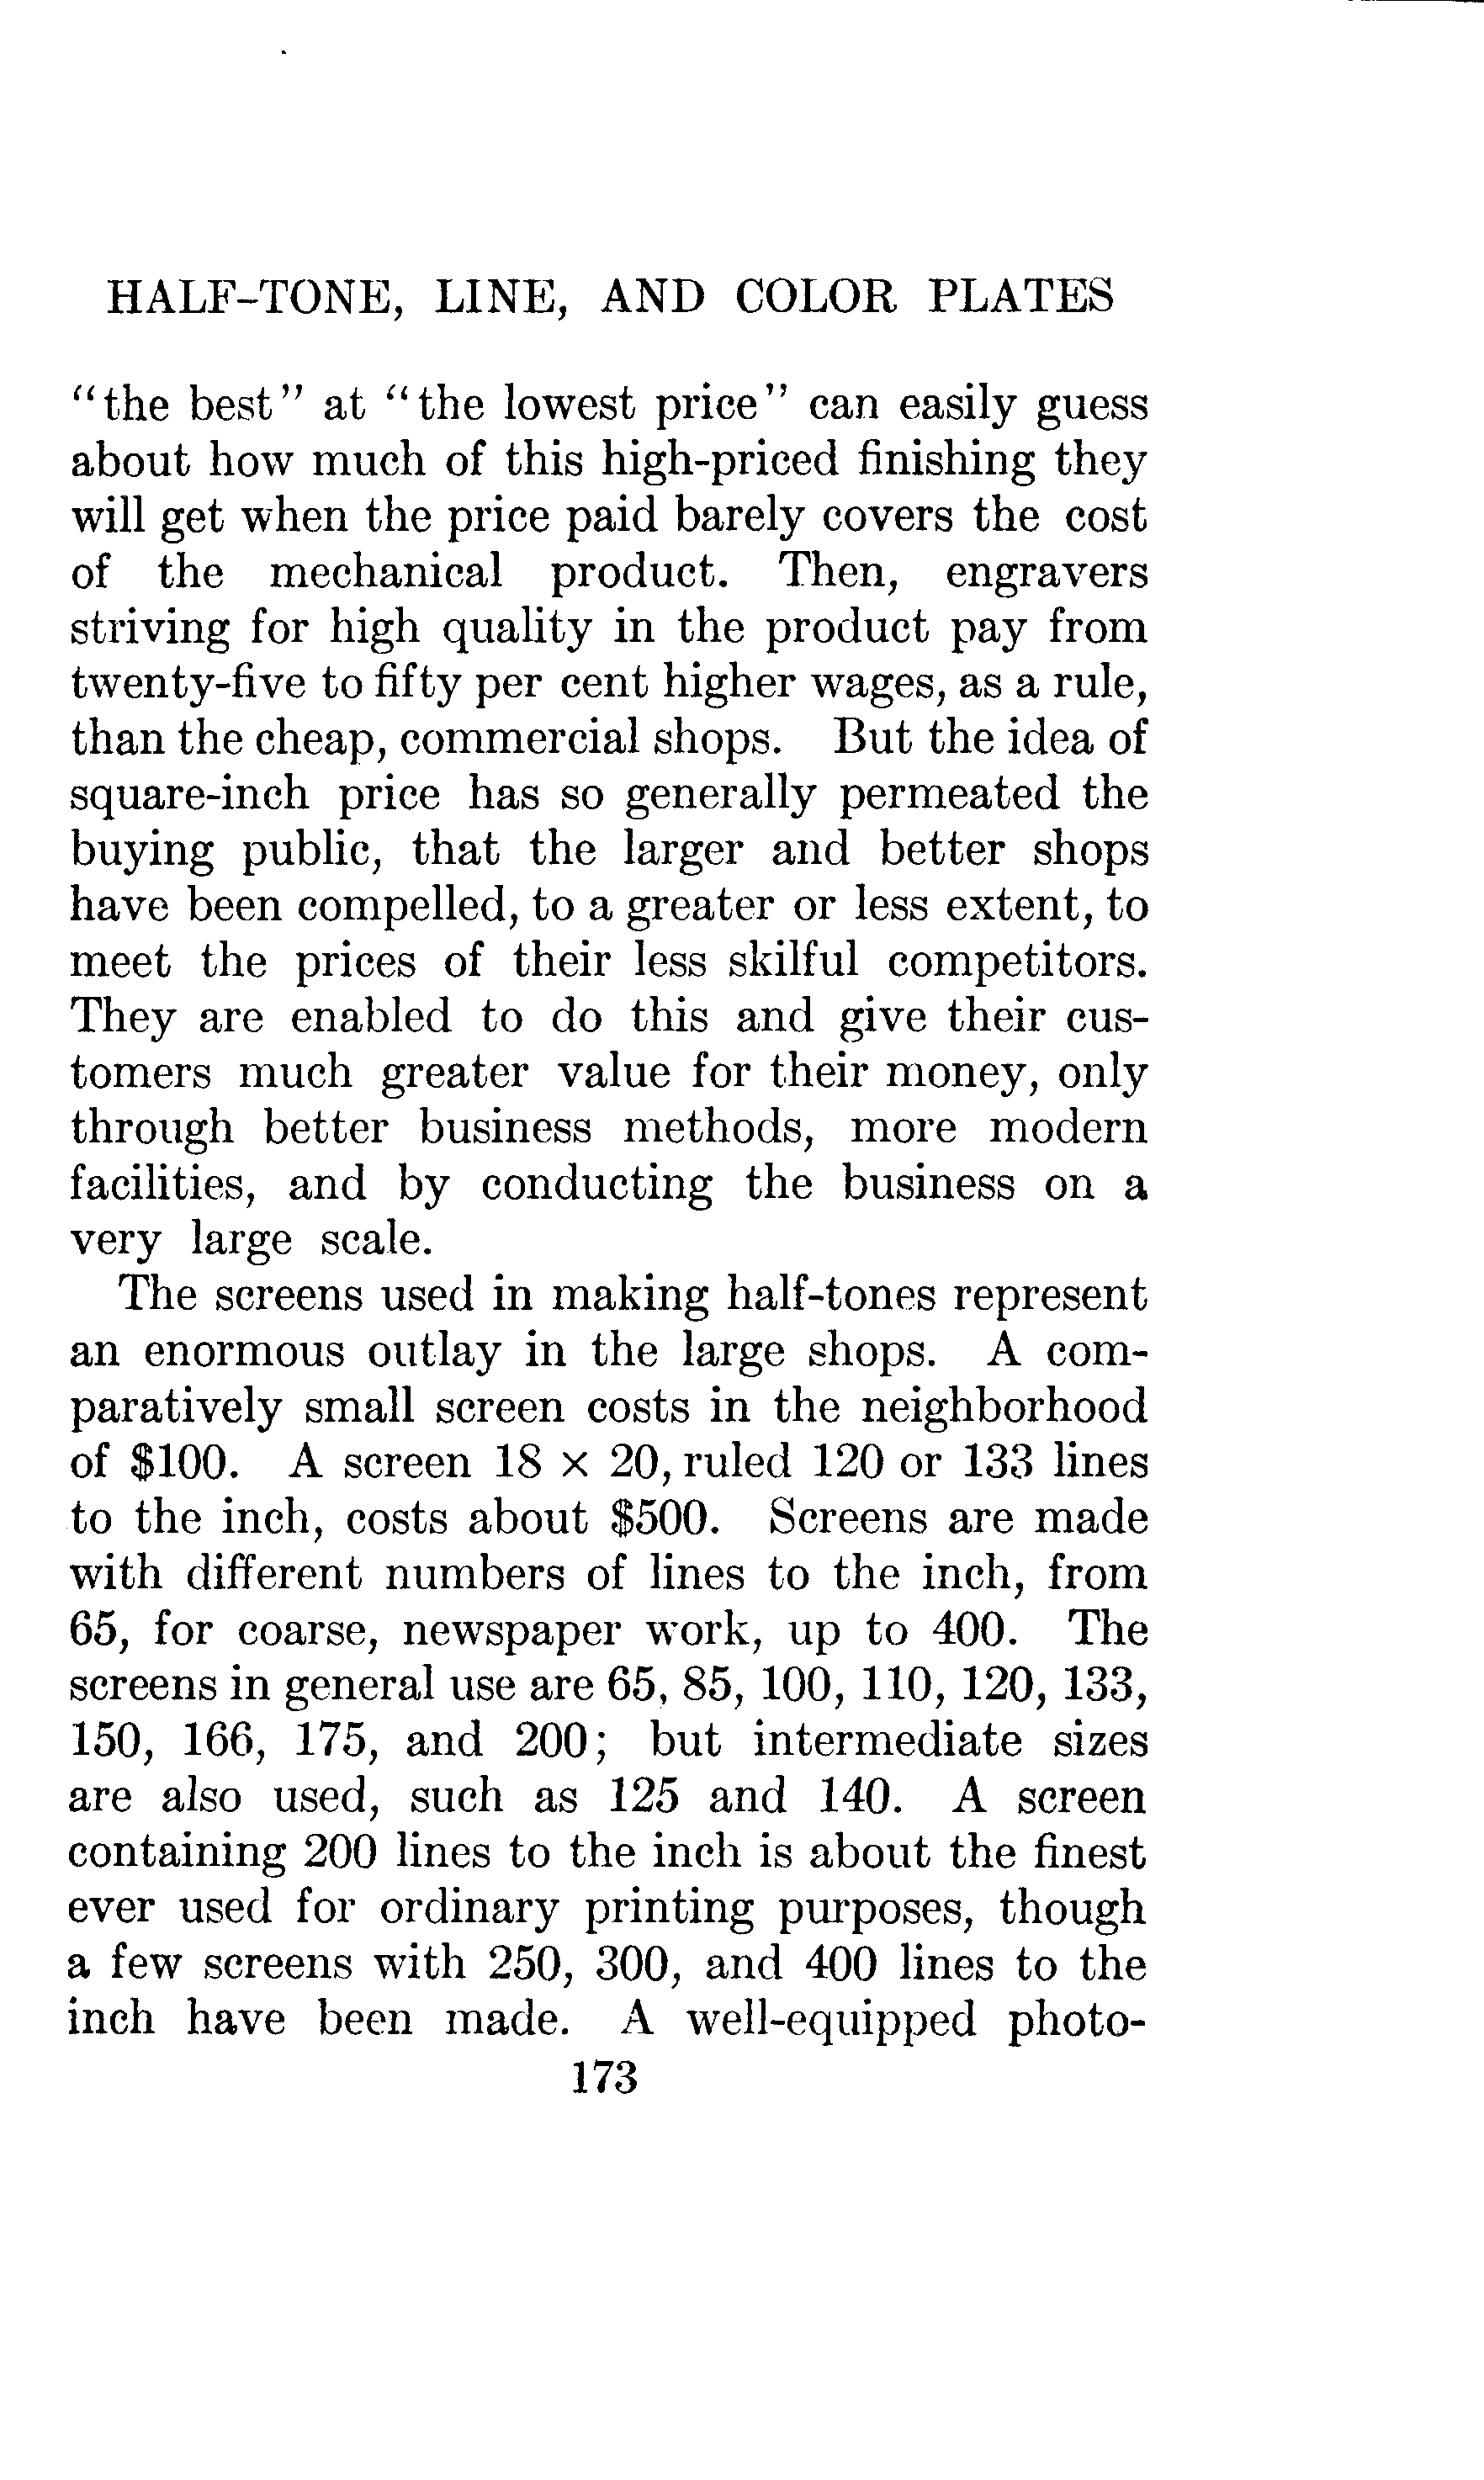 HALF-TONE, LINE, AND COLOR PLATES
"the best" at "the lowest price" can easily guess
about how much of this high-priced finishing they
will get when the price paid barely covers the cost
of the mechanical product. Then, engravers
striving for high quality in the product pay from
twenty-five to fifty per cent higher wages, as a rule,
than the cheap, commercial shops. But the idea of
square-inch price has so generally permeated the
buying public, that the larger and better shops
have been compelled, to a greater or less extent, to
meet the prices of their less skilful competitors.
They are enabled to do this and give their cus-
tomers much greater value for their money, only
through better business methods, more modern
facilities, and by conducting the business on a
very large scale.
The screens used in making half-tones represent
an enormous outlay in the large shops. A com-
paratively small screen costs in the neighborhood
of $100. A screen 18 × 20, ruled 120 or 133 lines
to the inch, costs about $500. Screens are made
with different numbers of lines to the inch, from
65, for coarse, newspaper work, up to 400. The
screens in general use are 65, 85, 100, 110, 120, 133,
150, 166, 175, and 200; but intermediate sizes
are also used, such as 125 and 140. A screen
containing 200 lines to the inch is about the finest
ever used for ordinary printing purposes, though
a few screens with 250, 300, and 400 lines to the
inch have been made. A well-equipped photo-
173